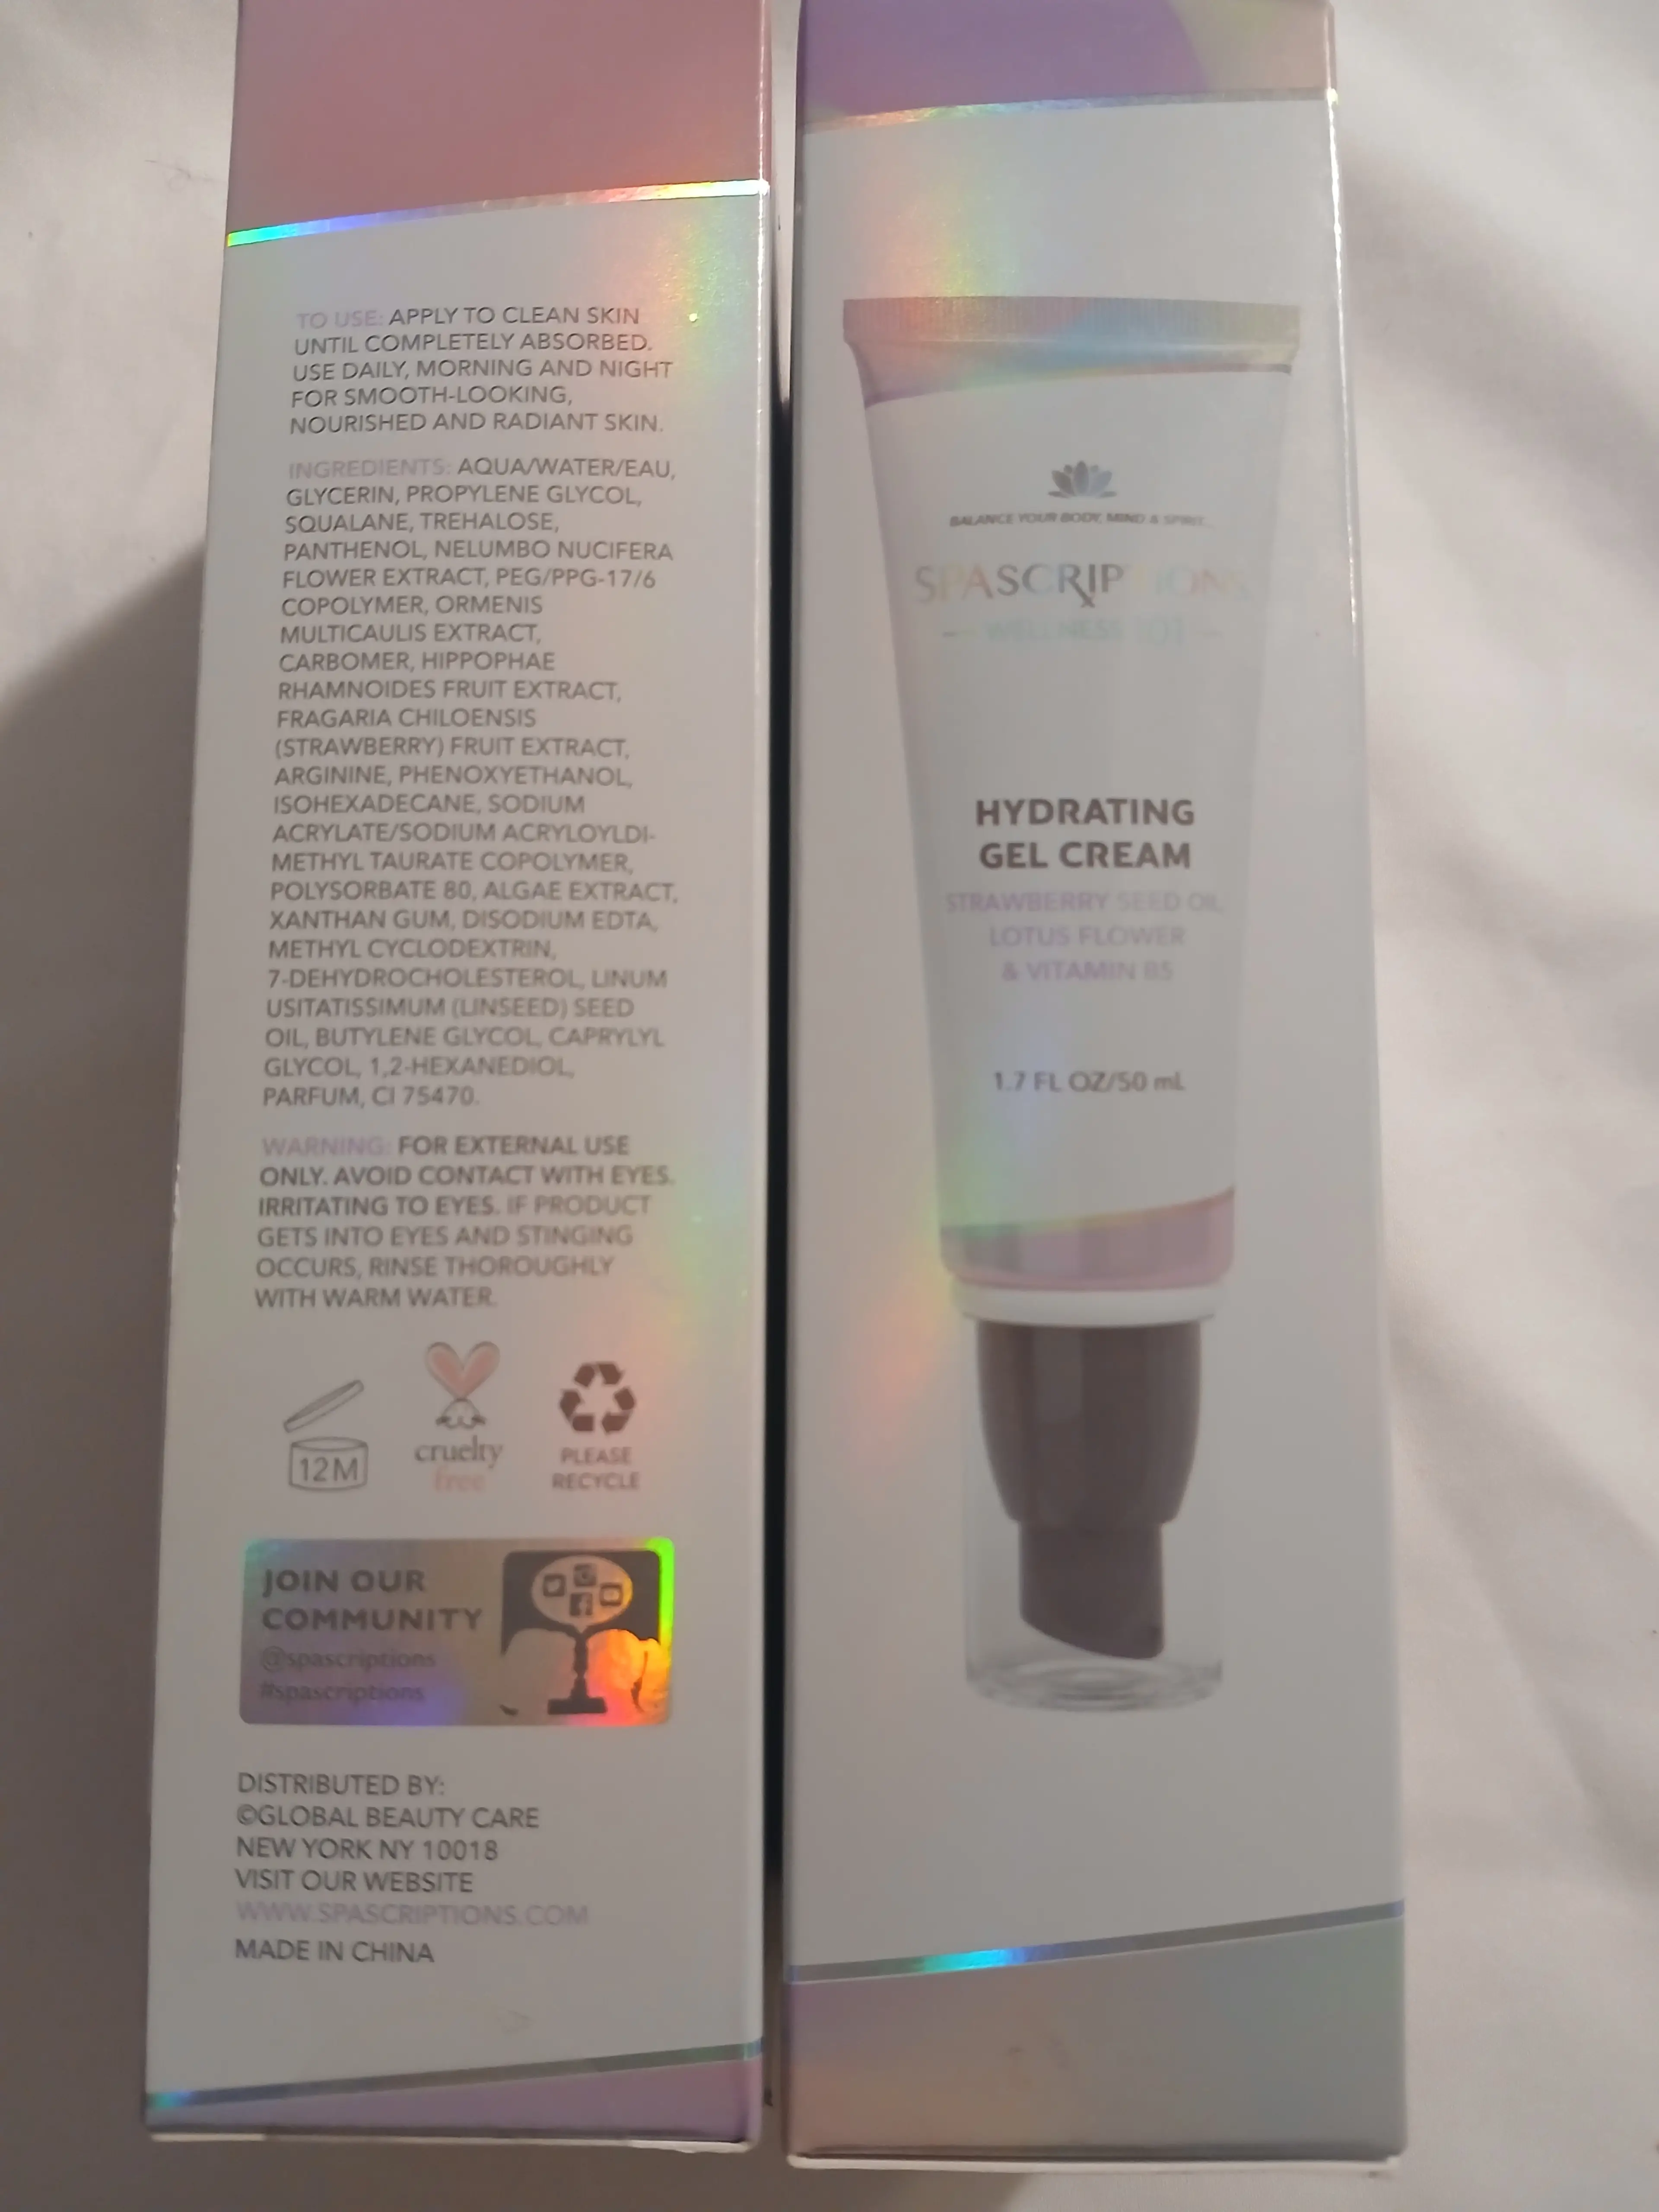 TO USE: APPLY TO CLEAN SKIN
UNTIL COMPLETELY ABSORBED.
USE DAILY, MORNING AND NIGHT
FOR SMOOTH-LOOKING,
NOURISHED AND RADIANT SKIN.
INGREDIENTS: AQUA/WATER/EAU,
GLYCERIN, PROPYLENE GLYCOL,
SQUALANE, TREHALOSE,
PANTHENOL, NELUMBO NUCIFERA
FLOWER EXTRACT, PEG/PPG-17/6
COPOLYMER, ORMENIS
MULTICAULIS EXTRACT,
CARBOMER, HIPPOPHAE
RHAMNOIDES FRUIT EXTRACT,
FRAGARIA CHILOENSIS
(STRAWBERRY) FRUIT EXTRACT,
ARGININE, PHENOXYETHANOL,
ISOHEXADECANE, SODIUM
ACRYLATE/SODIUM ACRYLOYLDI-
METHYL TAURATE COPOLYMER,
POLYSORBATE 80, ALGAE EXTRACT,
XANTHAN GUM, DISODIUM EDTA,
METHYL CYCLODEXTRIN,
7-DEHYDROCHOLESTEROL, LINUM
USITATISSIMUM (LINSEED) SEED
OIL, BUTYLENE GLYCOL, CAPRYLYL
GLYCOL, 1,2-HEXANEDIOL,
PARFUM, CI 75470.
WARNING: FOR EXTERNAL USE
ONLY. AVOID CONTACT WITH EYES.
IRRITATING TO EYES. IF PRODUCT
GETS INTO EYES AND STINGING
OCCURS, RINSE THOROUGHLY
WITH WARM WATER.
12M
cruelty
free
PLEASE
RECYCLE
JOIN OUR
COMMUNITY
@spascriptions
#spascriptions
DISTRIBUTED BY:
©GLOBAL BEAUTY CARE
NEW YORK NY 10018
VISIT OUR WEBSITE
WWW.SPASCRIPTIONS.COM
MADE IN CHINA
BALANCE YOUR BODY, MIND & SPIRIT...
SPASCRIPTIONS
— WELLNESS 101 —
HYDRATING
GEL CREAM
STRAWBERRY SEED OIL,
LOTUS FLOWER
& VITAMIN B5
1.7 FL OZ/50 mL